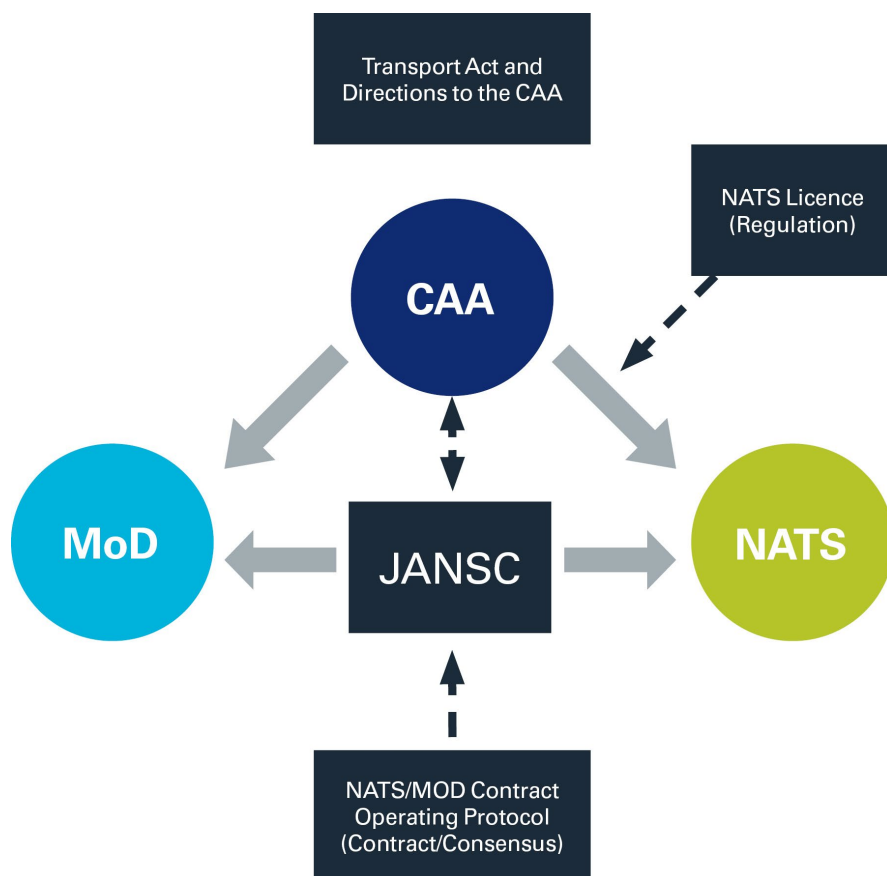 Transport Act and
Directions to the CAA
NATS Licence
(Regulation)
CAA
MoD
JANSC
NATS
NATS/MOD Contract
Operating Protocol
(Contract/Consensus)